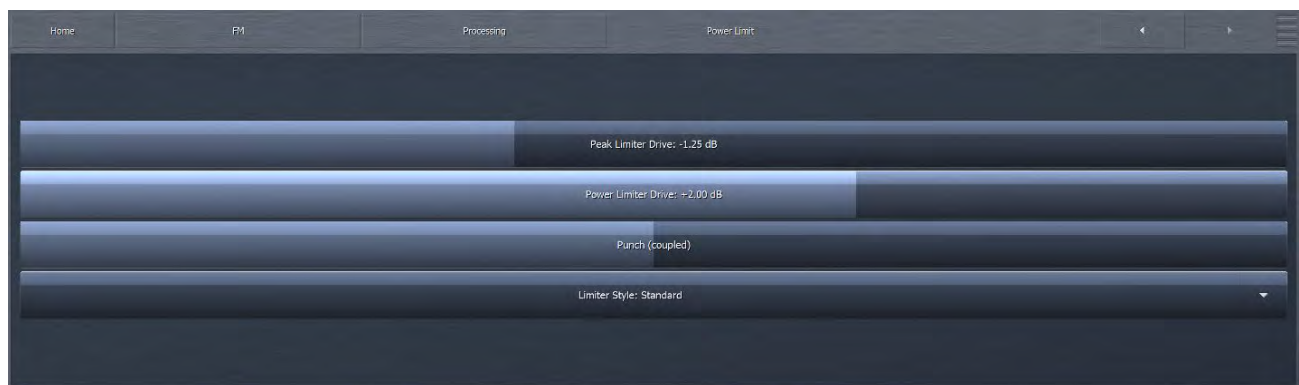 Home FM Processing Power Limit
Peak Limiter Drive: -1.25 dB
Power Limiter Drive: +2.00 dB
Punch (coupled)
Limiter Style: Standard